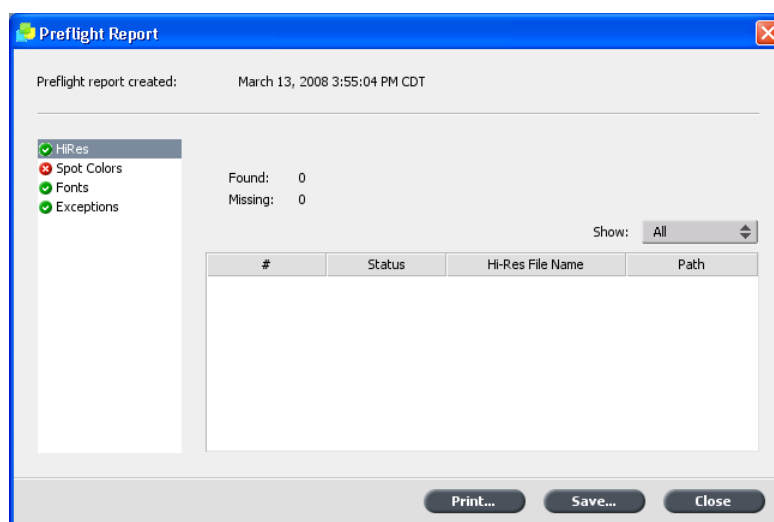 Preflight Report
Preflight report created: March 13, 2008 3:55:04 PM CDT
HiRes
Spot Colors
Fonts
Exceptions
Found: 0
Missing: 0
Show: All
# Status Hi-Res File Name Path
Print... Save... Close